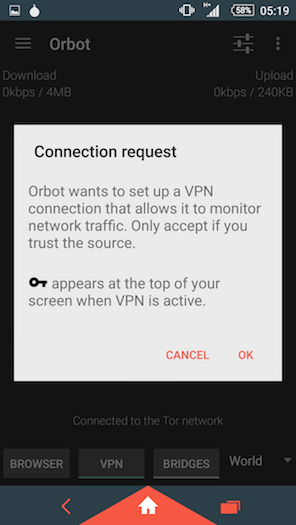 58% 05:19
Orbot
Download Upload
0kbps / 4MB 0kbps / 240KB
Connection request
Orbot wants to set up a VPN
connection that allows it to monitor
network traffic. Only accept if you
trust the source.
appears at the top of your
screen when VPN is active.
CANCEL OK
Connected to the Tor network
BROWSER VPN BRIDGES World